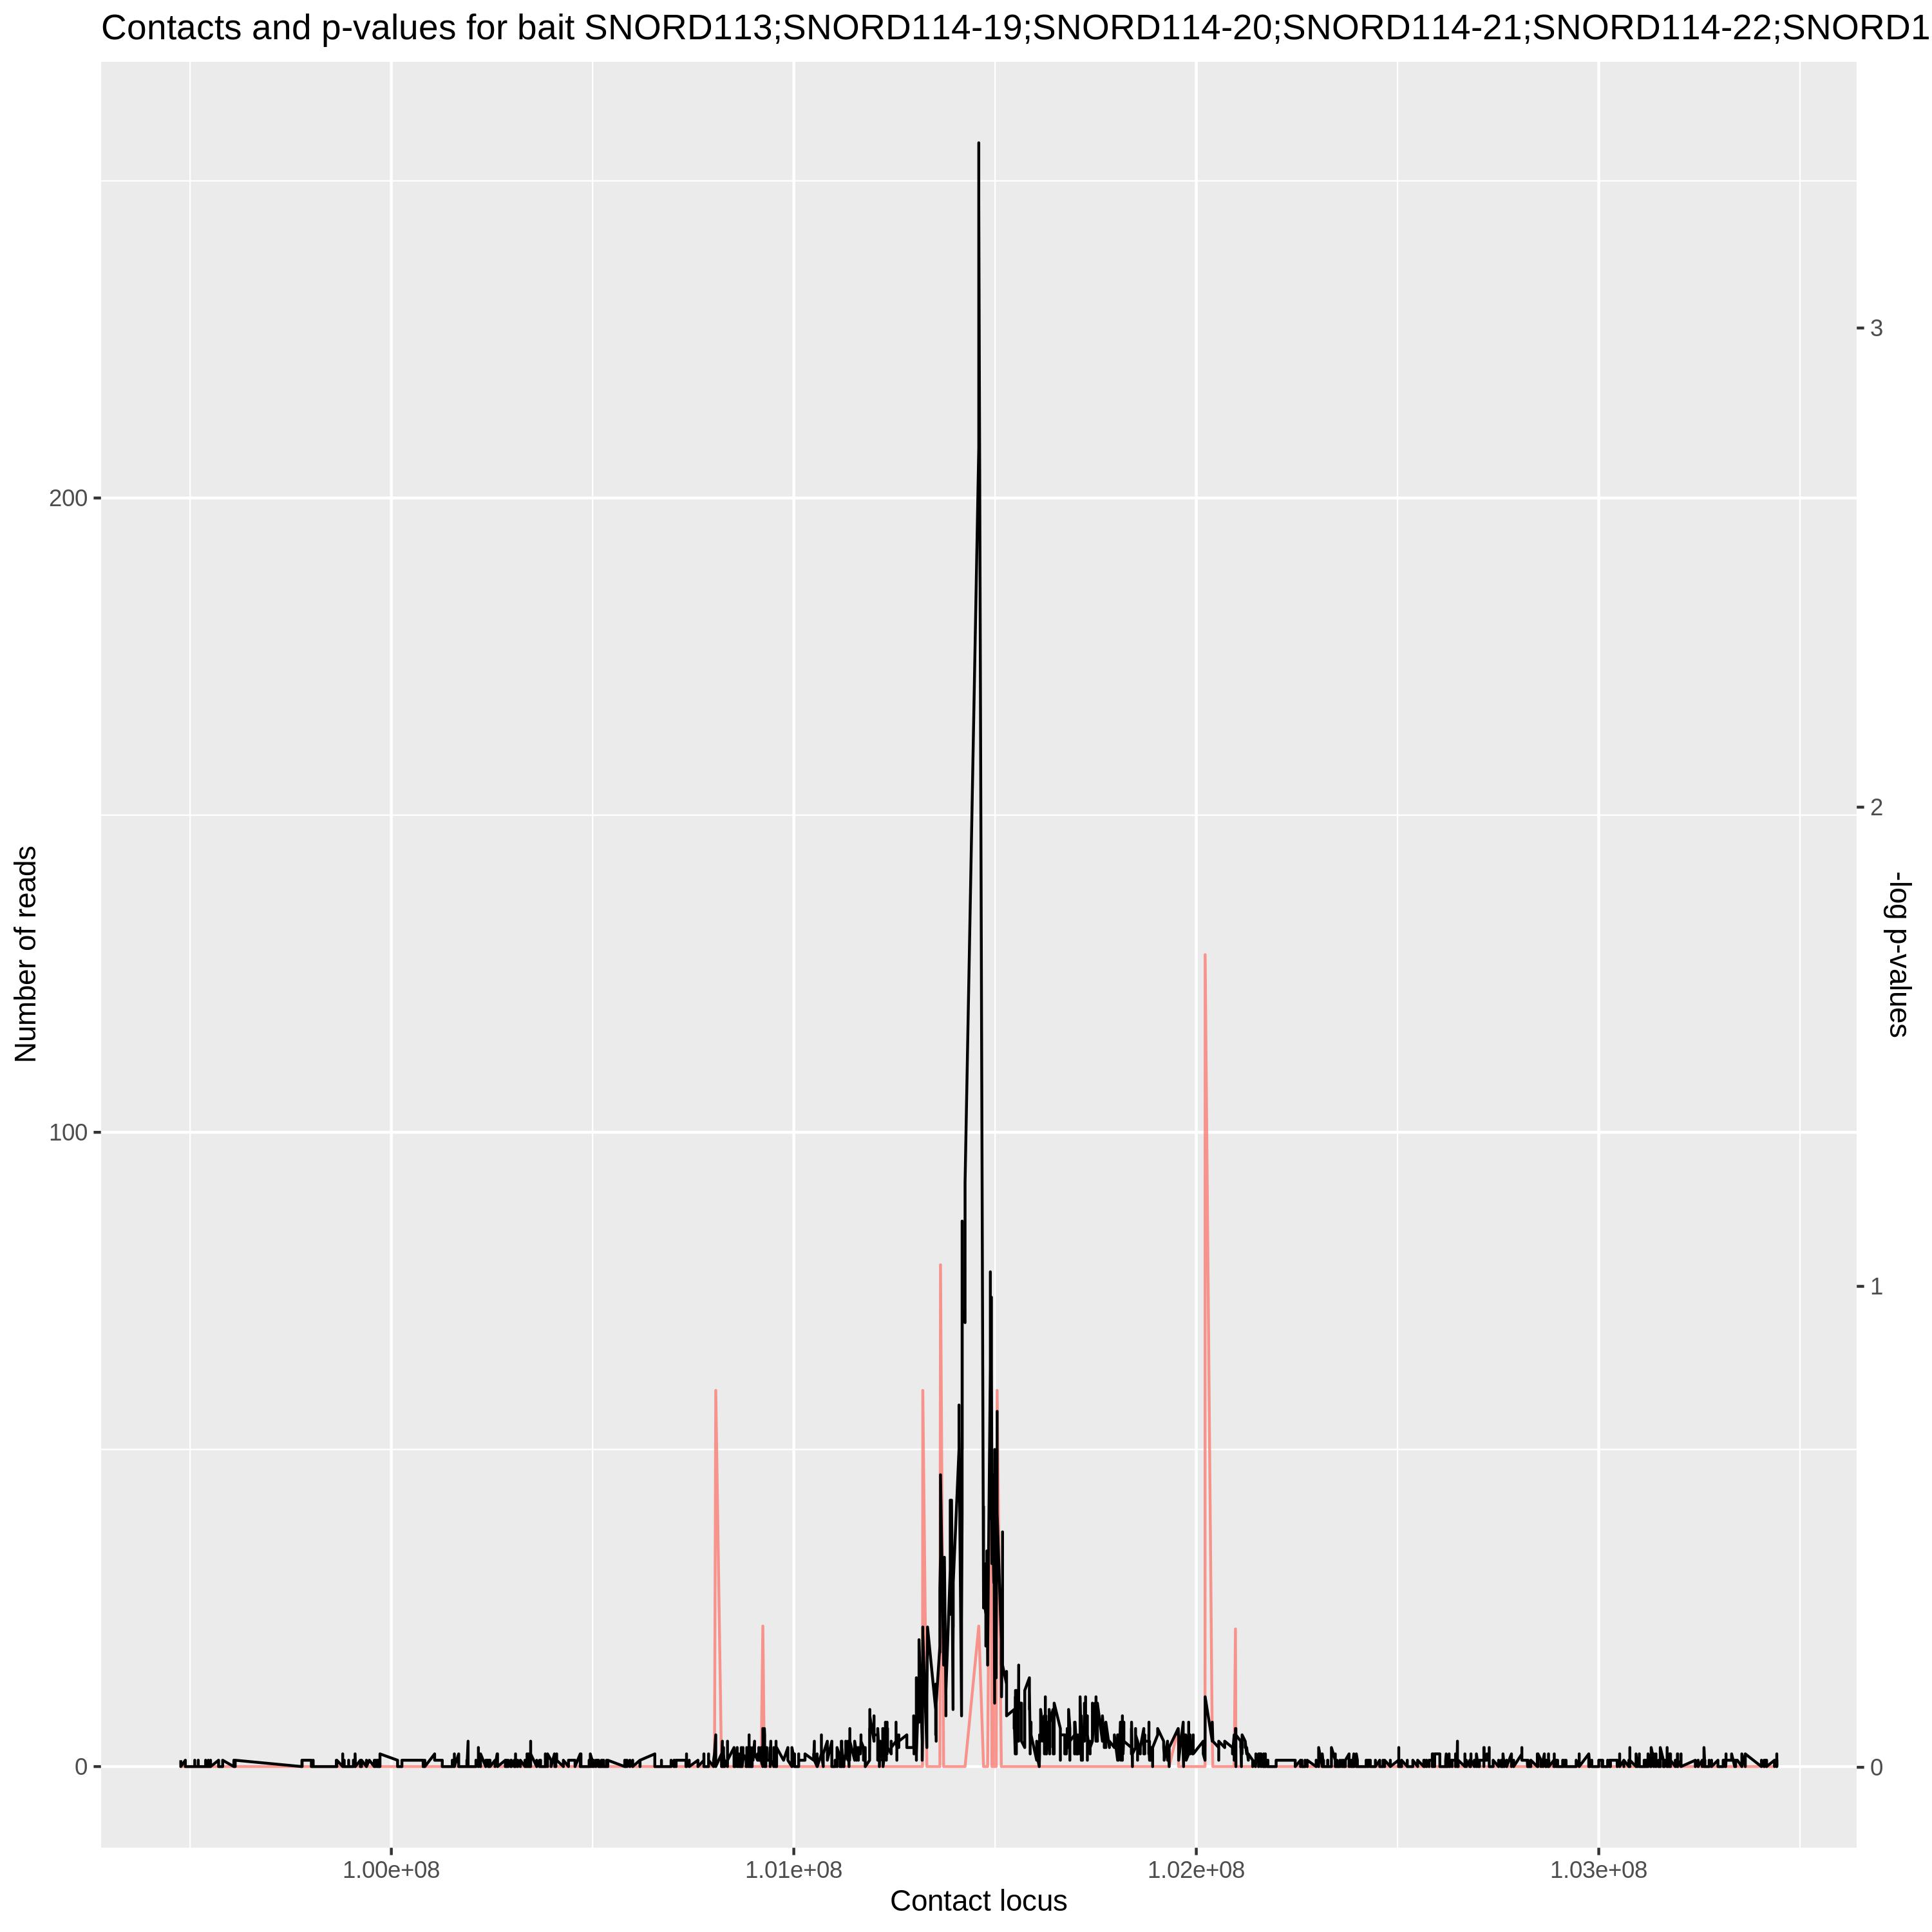 Contacts and p-values for bait SNORD113;SNORD114-19;SNORD114-20;SNORD114-21;SNORD114-22;SNORD1
Number of reads
200
100
0
3
2
1
0
-log p-values
1.00e+08
1.01e+08
1.02e+08
1.03e+08
Contact locus